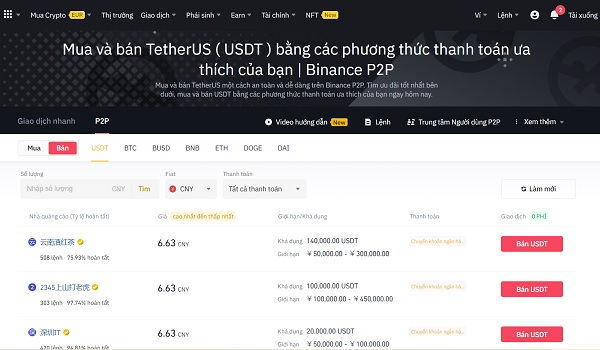 Mua Crypto EUR Thị trường Giao dịch Phái sinh Earn Tài chính NFT New Ví Lệnh 2 Tải xuống
Mua và bán TetherUS ( USDT ) bằng các phương thức thanh toán ưa
thích của bạn | Binance P2P
Mua và bán TetherUS một cách an toàn và dễ dàng trên Binance P2P. Tìm ưu đãi tốt nhất bên
dưới, mua và bán USDT bằng các phương thức thanh toán ưa thích của bạn ngay hôm nay.
Giao dịch nhanh P2P Video hướng dẫn New Lệnh Trung tâm Người dùng P2P Xem thêm
Mua Bán USDT BTC BUSD BNB ETH DOGE DAI
Số lượng Fiat Thanh toán
Nhập số lượng CNY Tìm CNY Tất cả thanh toán Làm mới
Nhà quảng cáo (Tỷ lệ hoàn tất) Giá cao nhất đến thấp nhất Giới hạn/Khả dụng Thanh toán Giao dịch 0 PHÍ
云 云南滇红茶 6.63 CNY Khả dụng 140,000.00 USDT Chuyển khoản ngân hà... Bán USDT
508 lệnh 75.93% hoàn tất Giới hạn ¥ 50,000.00 - ¥ 300,000.00
2 2345上山打老虎 6.63 CNY Khả dụng 100,000.00 USDT Chuyển khoản ngân hà... Bán USDT
303 lệnh 97.74% hoàn tất Giới hạn ¥ 100,000.00 - ¥ 450,000.00
深 深圳IT 6.63 CNY Khả dụng 20,000.00 USDT Chuyển khoản ngân hà... Bán USDT
420 lệnh 94.81% hoàn tất Giới hạn ¥ 50,000.00 - ¥ 100,000.00